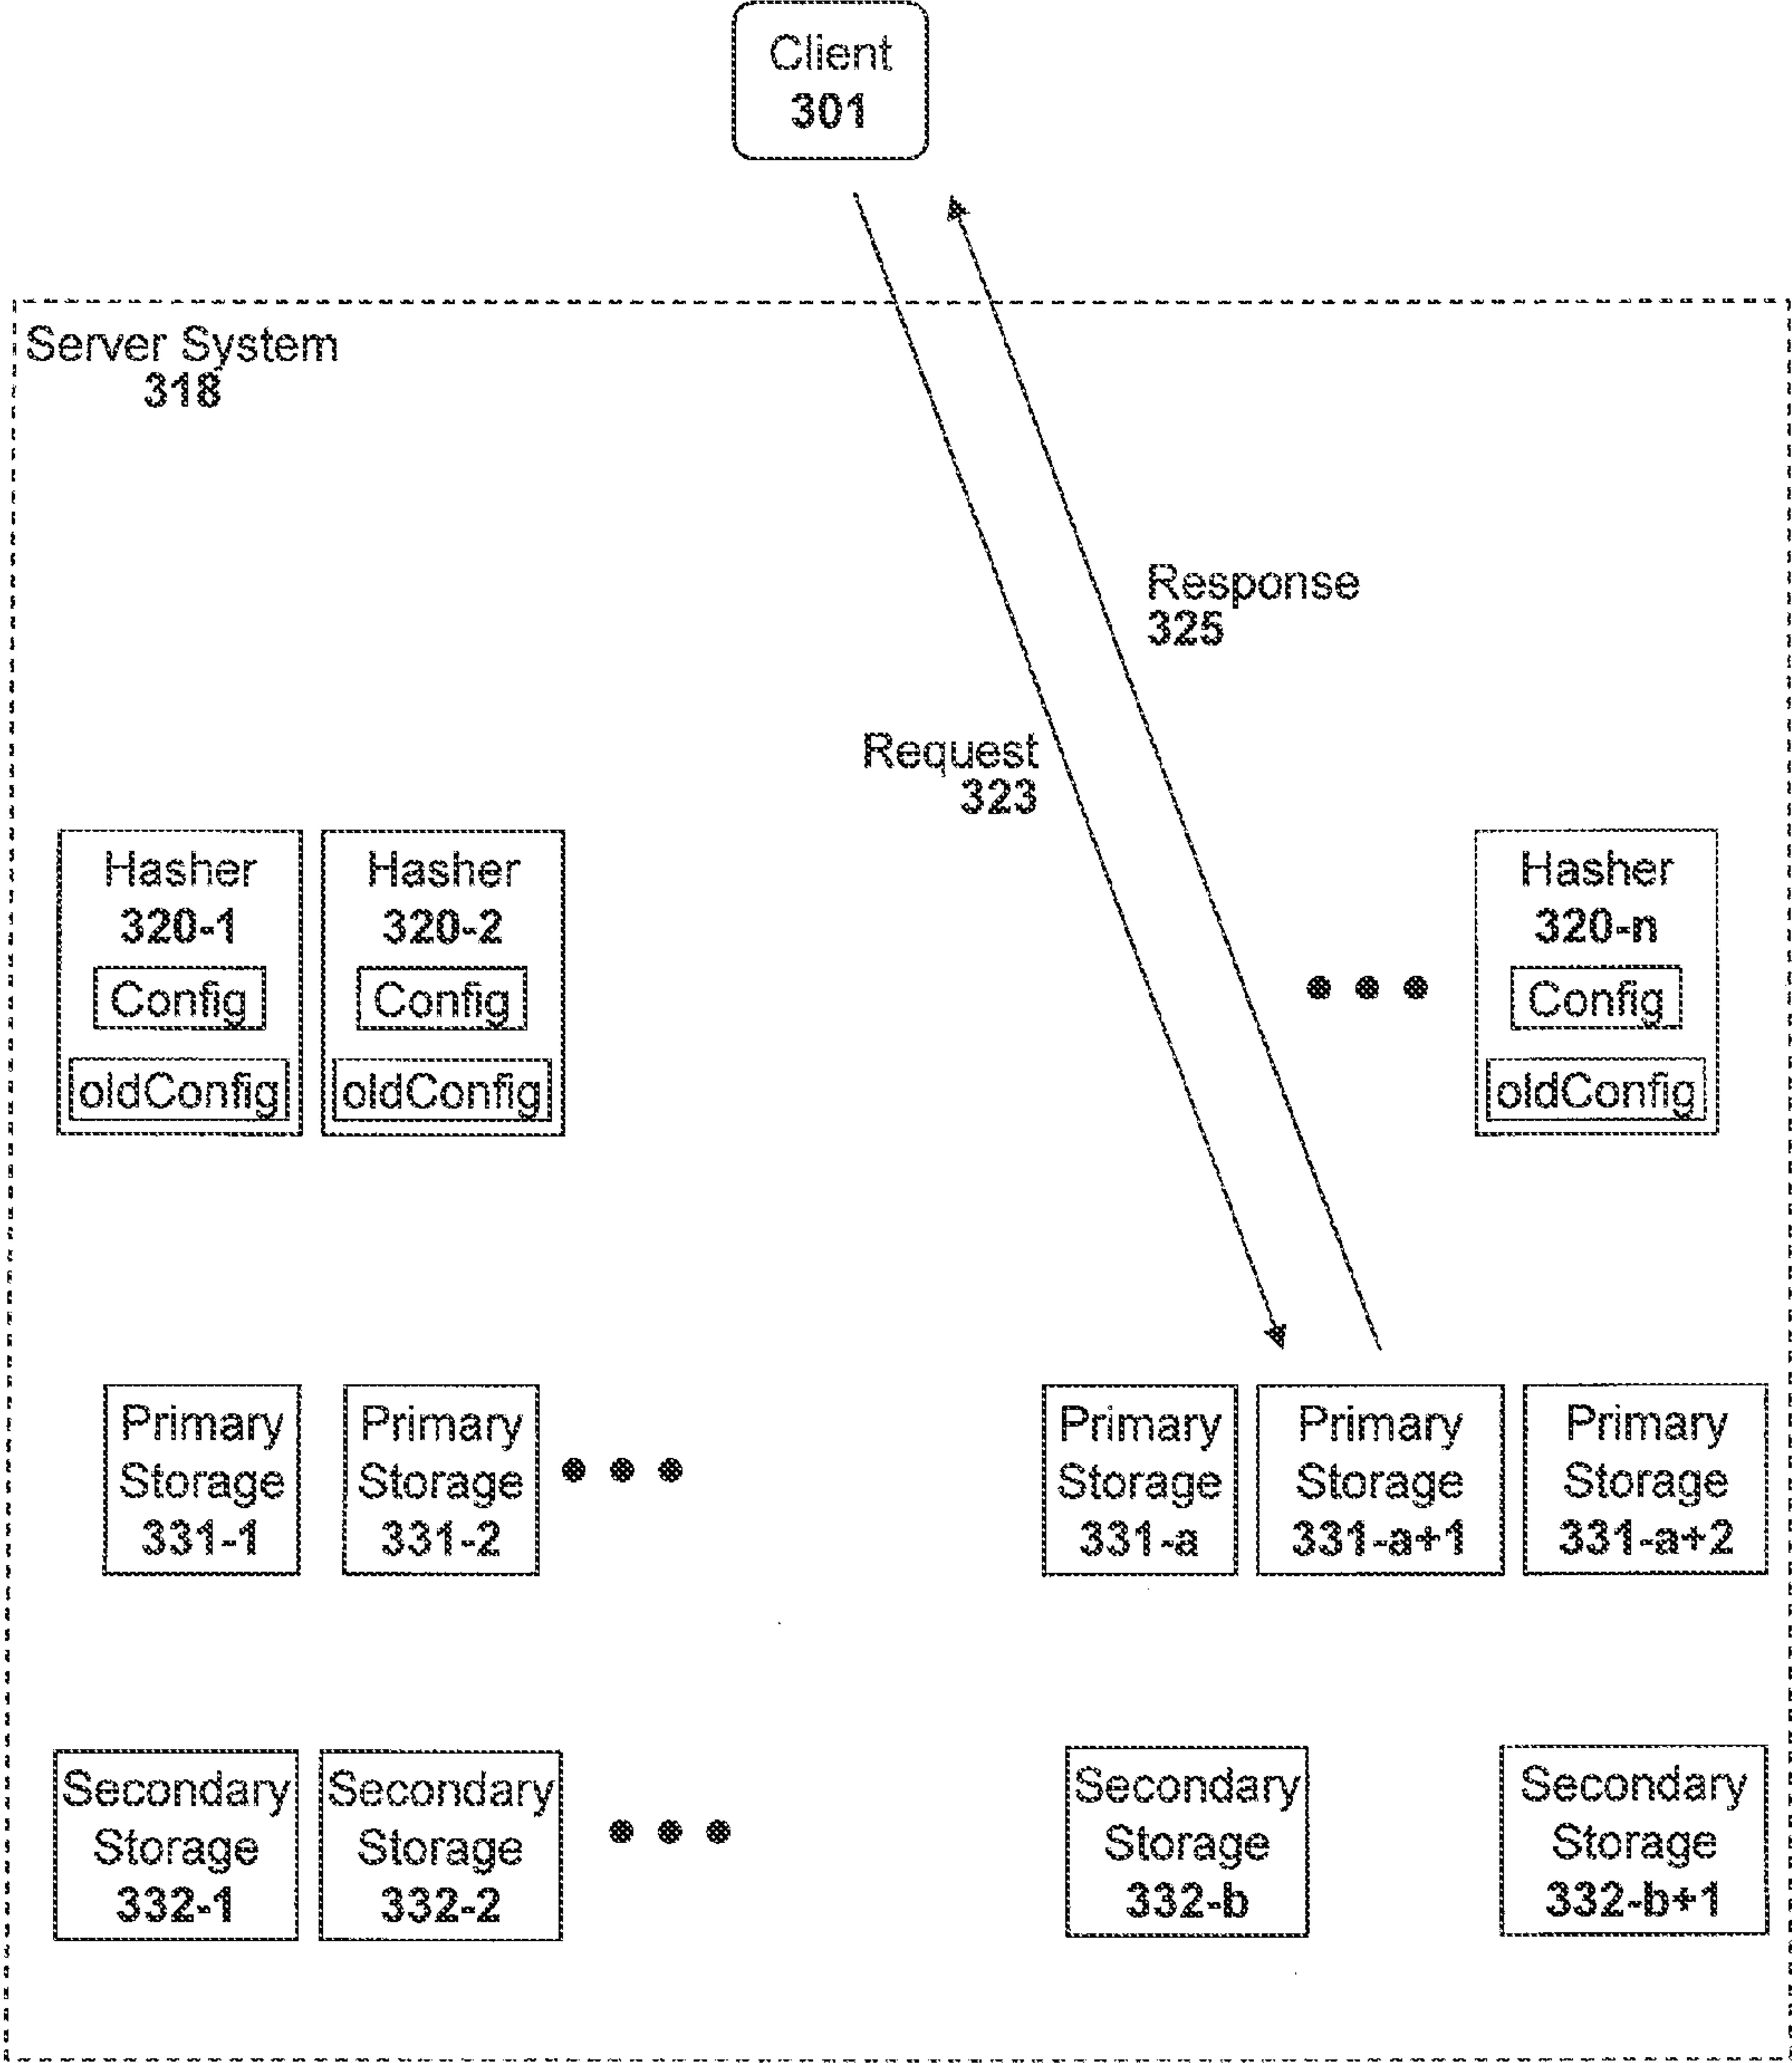 Client
301
Server System
318
Response
325
Request
323
Hasher
320-1
Config
oldConfig
Hasher
320-2
Config
oldConfig
Hasher
320-n
Config
oldConfig
Primary
Storage
331-1
Primary
Storage
331-2
Primary
Storage
331-a
Primary
Storage
331-a+1
Primary
Storage
331-a+2
Secondary
Storage
332-1
Secondary
Storage
332-2
Secondary
Storage
332-b
Secondary
Storage
332-b+1